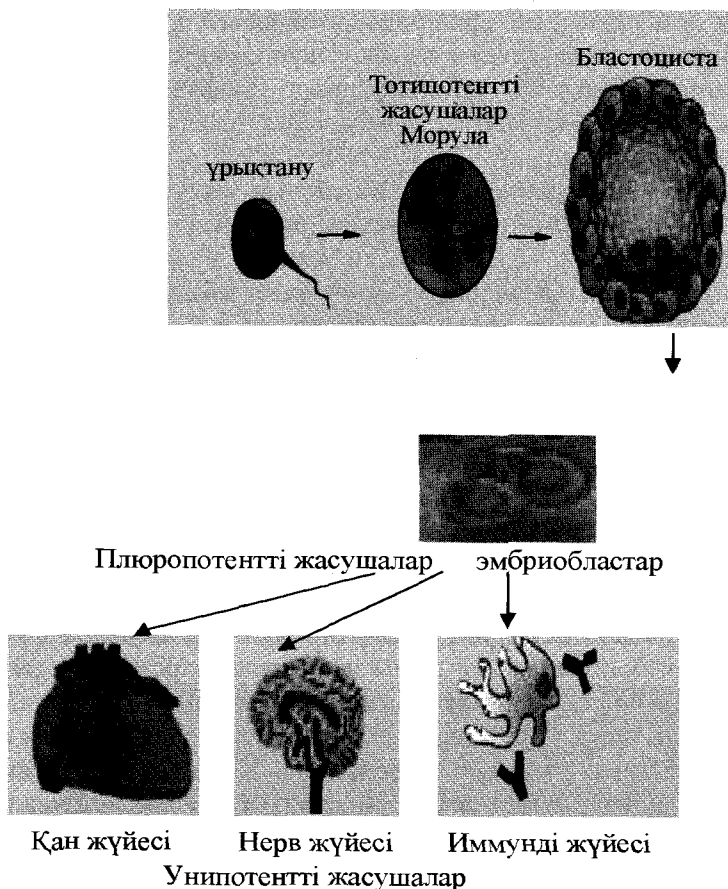 Бластоциста
Тотипотентті
жасушалар
Морула
ұрықтану
Плюропотентті жасушалар эмбриобластар
Қан жүйесі Нерв жүйесі Иммунді жүйесі
Унипотентті жасушалар